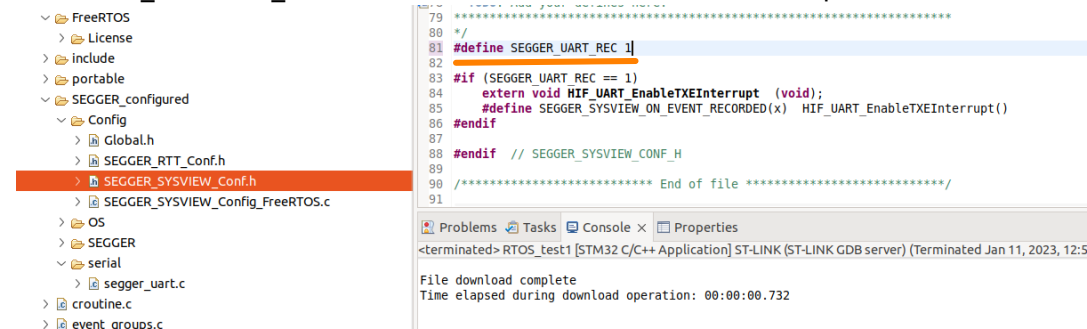 FreeRTOS
License
include
portable
SEGGER_configured
Config
Global.h
SEGGER_RTT_Conf.h
SEGGER_SYSVIEW_Conf.h
SEGGER_SYSVIEW_Config_FreeRTOS.c
OS
SEGGER
serial
segger_uart.c
croutine.c
event_groups.c
79 **********************************************************************
80 */
81 #define SEGGER_UART_REC 1
82
83 #if (SEGGER_UART_REC == 1)
84 extern void HIF_UART_EnableTXEInterrupt (void);
85 #define SEGGER_SYSVIEW_ON_EVENT_RECORDED(x) HIF_UART_EnableTXEInterrupt()
86 #endif
87
88 #endif // SEGGER_SYSVIEW_CONF_H
89
90 /*************************** End of file ****************************/
91
Problems Tasks Console Properties
<terminated> RTOS_test1 [STM32 C/C++ Application] ST-LINK (ST-LINK GDB server) (Terminated Jan 11, 2023, 12:5
File download complete
Time elapsed during download operation: 00:00:00.732